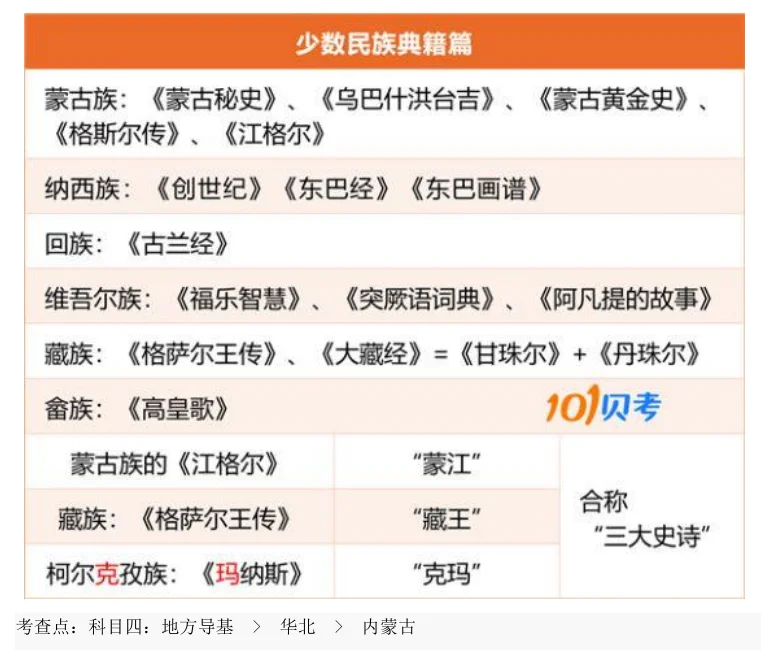 少数民族典籍篇
蒙古族：《蒙古秘史》、《乌巴什洪台吉》、《蒙古黄金史》、
《格斯尔传》、《江格尔》
纳西族：《创世纪》《东巴经》《东巴画谱》
回族：《古兰经》
维吾尔族：《福乐智慧》、《突厥语词典》、《阿凡提的故事》
藏族：《格萨尔王传》、《大藏经》=《甘珠尔》+《丹珠尔》
畲族：《高皇歌》
101贝考
蒙古族的《江格尔》 “蒙江”
藏族：《格萨尔王传》 “藏王”
柯尔克孜族：《玛纳斯》 “克玛”
合称
“三大史诗”
考查点：科目四：地方导基 > 华北 > 内蒙古